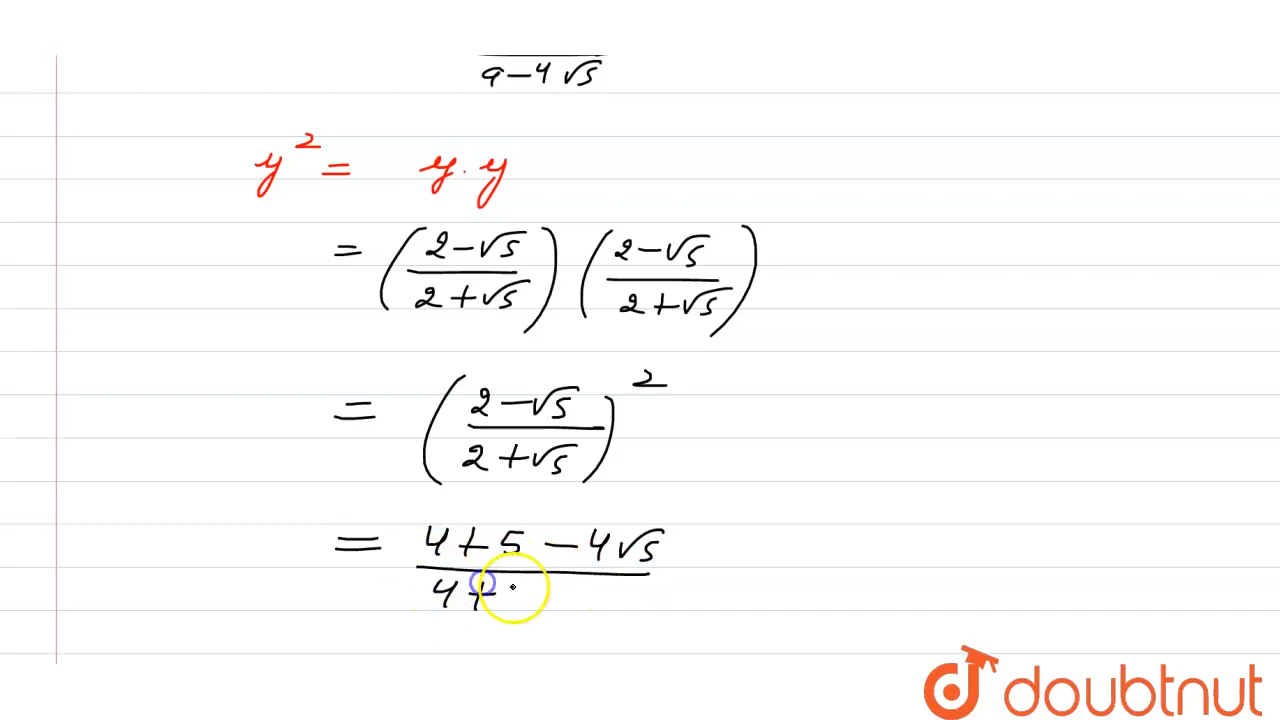 9-4√5
y² = y.y
= ((2-√5)/(2+√5)) ((2-√5)/(2+√5))
= ((2-√5)/(2+√5))²
= (4+5-4√5)/(4+
doubtnut